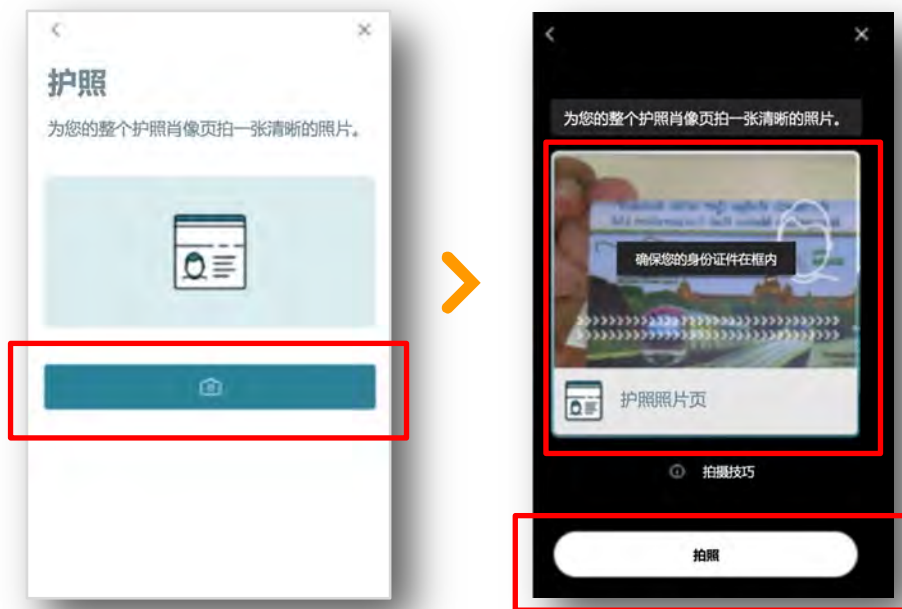 护照
为您的整个护照肖像页拍一张清晰的照片。
为您的整个护照肖像页拍一张清晰的照片。
确保您的身份证件在框内
护照照片页
拍摄技巧
拍照